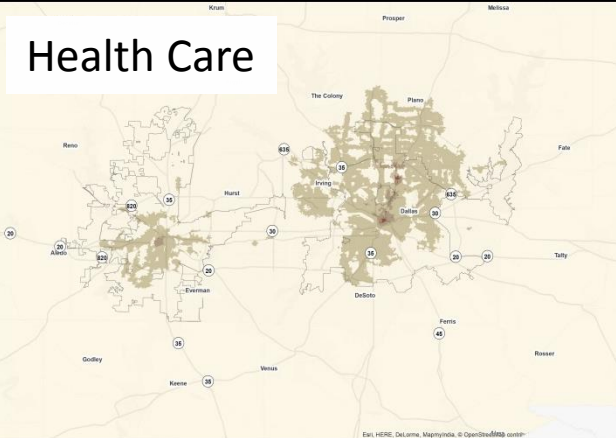 Krum
Melissa
Prosper
Health Care
The Colony
Plano
Reno
635
Fate
35
Irving
Hurst
635
820
35
Dallas
30
20
30
20
Aledo
820
35
20
20
Talty
20
Everman
DeSoto
Ferris
45
35
Rosser
Godley
Venus
Keene
35
Esri, HERE, DeLorme, MapmyIndia, © OpenStreetMap contri